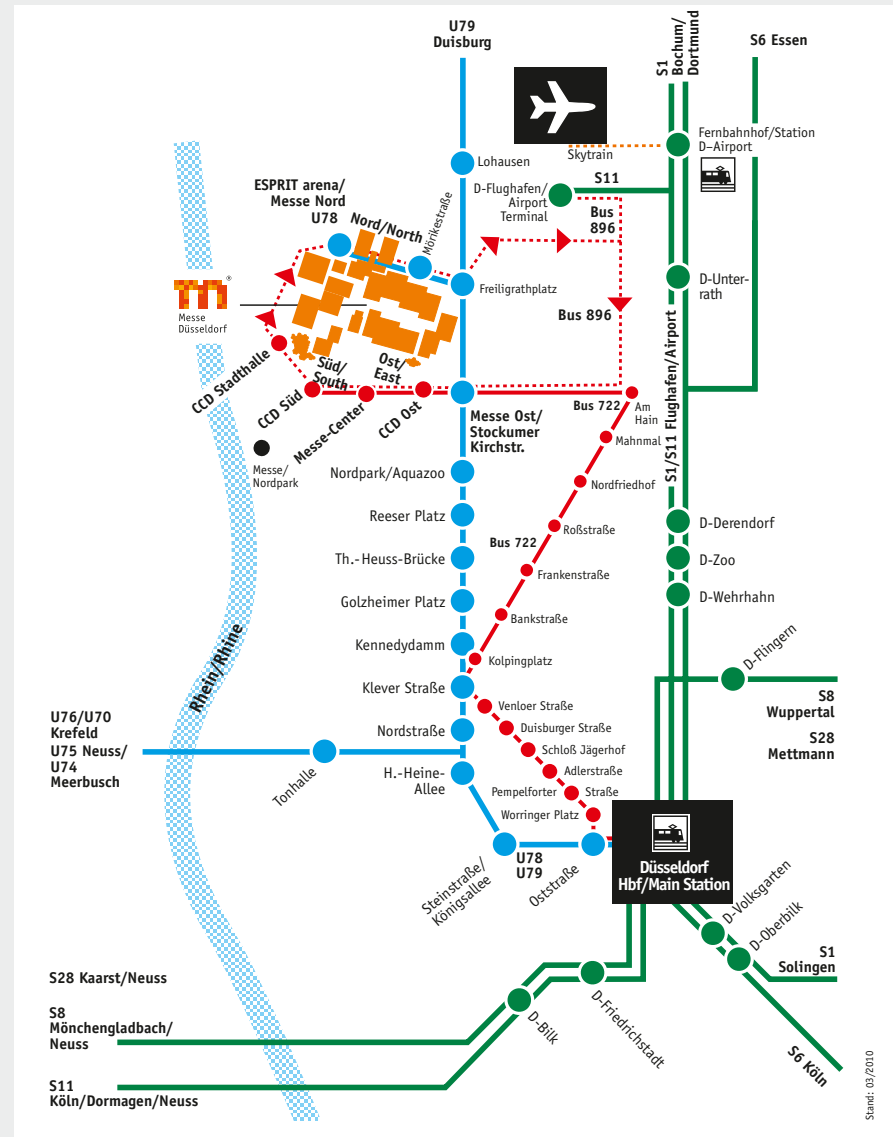 U79
Duisburg
S1
Bochum/
Dortmund
S6 Essen
Fernbahnhof/Station
D–Airport
Skytrain
Lohausen
D-Flughafen/
Airport
Terminal
S11
Bus
896
ESPRIT arena/
Messe Nord
U78
Nord/North
Mörikestraße
Freiligrathplatz
D-Unter-
rath
®
Messe
Düsseldorf
Bus 896
CCD Stadthalle
Süd/
South
Ost/
East
CCD Süd
Messe-Center
CCD Ost
Messe Ost/
Stockumer
Kirchstr.
Bus 722
Am
Hain
Mahnmal
S1/S11 Flughafen/Airport
Messe/
Nordpark
Nordpark/Aquazoo
Nordfriedhof
Reeser Platz
Roßstraße
D-Derendorf
Bus 722
Th.-Heuss-Brücke
D-Zoo
Frankenstraße
Golzheimer Platz
D-Wehrhahn
Bankstraße
Kennedydamm
Kolpingplatz
D-Flingern
Rhein/Rhine
Klever Straße
Venloer Straße
S8
Wuppertal
S28
Mettmann
U76/U70
Krefeld
U75 Neuss/
U74
Meerbusch
Nordstraße
Duisburger Straße
Schloß Jägerhof
Tonhalle
H.-Heine-
Allee
Adlerstraße
Pempelforter Straße
Worringer Platz
Steinstraße/
Königsallee
U78
U79
Oststraße
Düsseldorf
Hbf/Main Station
D-Volksgarten
D-Oberbilk
S1
Solingen
S28 Kaarst/Neuss
S8
Mönchengladbach/
Neuss
D-Bilk
D-Friedrichstadt
S6 Köln
S11
Köln/Dormagen/Neuss
Stand: 03/2010